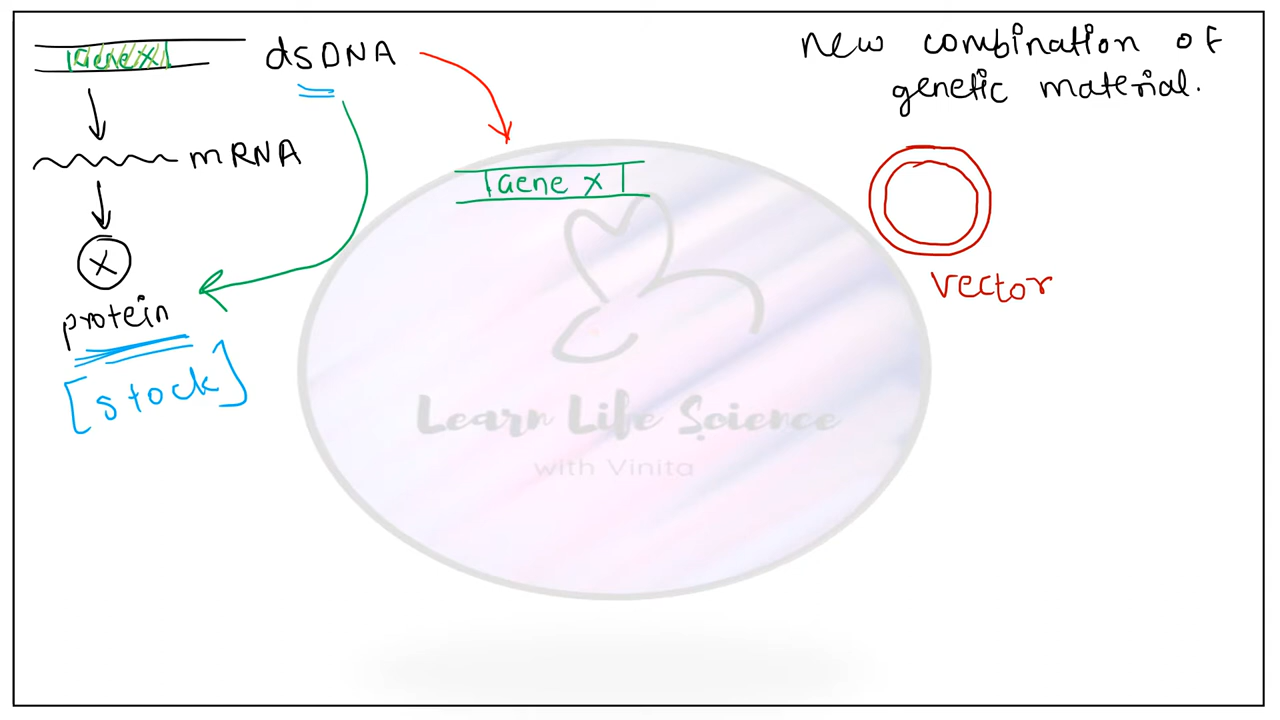 Gene X
dsDNA
mRNA
X
protein
[stock]
Gene X
new combination of
genetic material.
vector
Learn Life Science
with Vinita